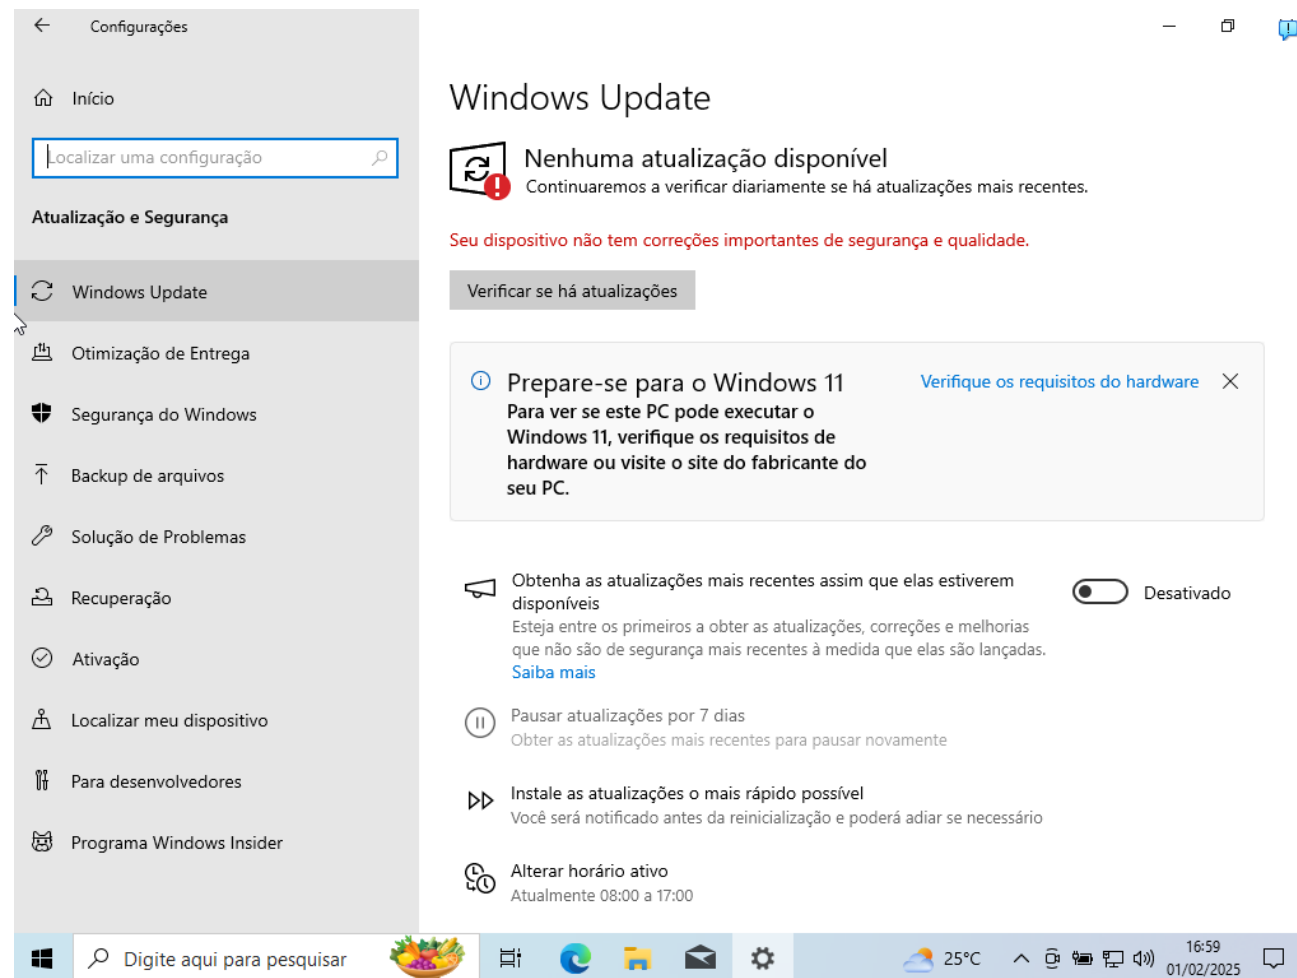 Configurações
Início
Localizar uma configuração
Atualização e Segurança
Windows Update
Otimização de Entrega
Segurança do Windows
Backup de arquivos
Solução de Problemas
Recuperação
Ativação
Localizar meu dispositivo
Para desenvolvedores
Programa Windows Insider
Windows Update
Nenhuma atualização disponível
Continuaremos a verificar diariamente se há atualizações mais recentes.
Seu dispositivo não tem correções importantes de segurança e qualidade.
Verificar se há atualizações
Prepare-se para o Windows 11
Verifique os requisitos do hardware
Para ver se este PC pode executar o
Windows 11, verifique os requisitos de
hardware ou visite o site do fabricante do
seu PC.
Obtenha as atualizações mais recentes assim que elas estiverem
disponíveis
Desativado
Esteja entre os primeiros a obter as atualizações, correções e melhorias
que não são de segurança mais recentes à medida que elas são lançadas.
Saiba mais
Pausar atualizações por 7 dias
Obter as atualizações mais recentes para pausar novamente
Instale as atualizações o mais rápido possível
Você será notificado antes da reinicialização e poderá adiar se necessário
Alterar horário ativo
Atualmente 08:00 a 17:00
Digite aqui para pesquisar
25°C
16:59
01/02/2025